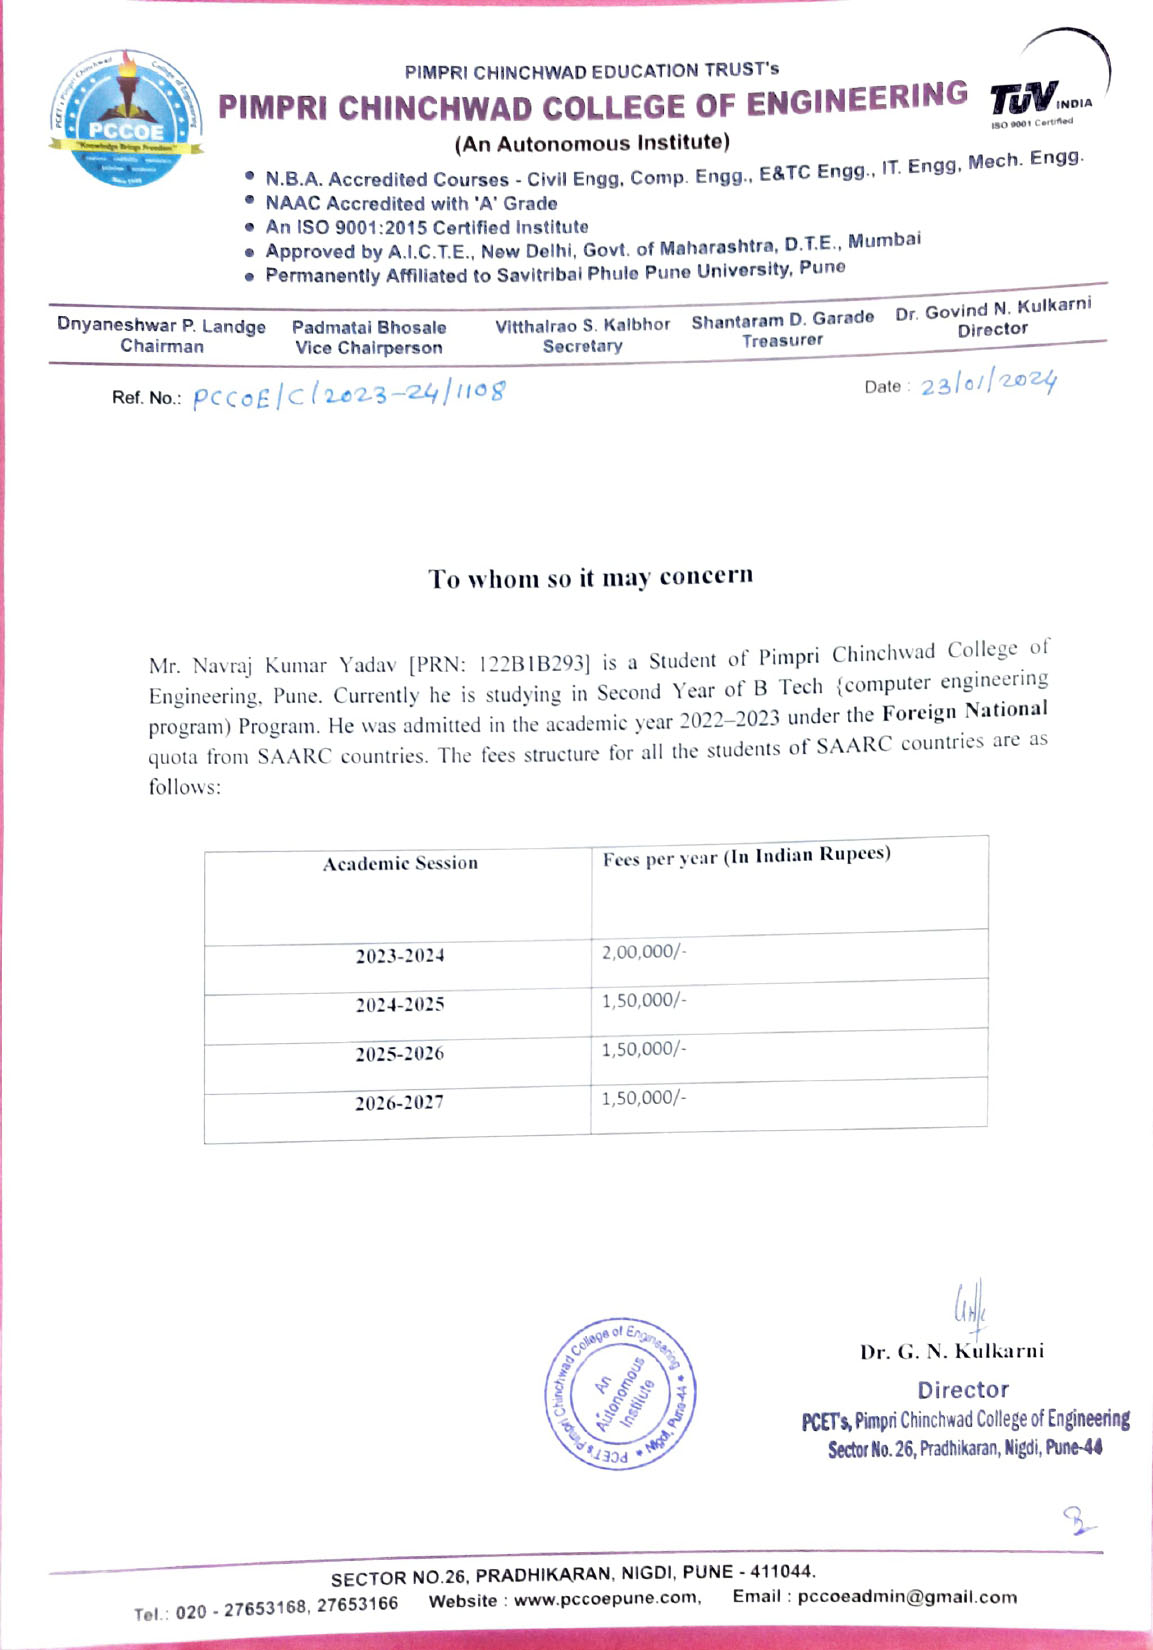 PIMPRI CHINCHWAD EDUCATION TRUST's
PIMPRI CHINCHWAD COLLEGE OF ENGINEERING
(An Autonomous Institute)
PCET's Pimpri Chinchwad College of Engineering
PCCOE
"Knowledge Brings Freedom"
TÜV INDIA
ISO 9001 Certified
• N.B.A. Accredited Courses - Civil Engg, Comp. Engg., E&TC Engg., IT. Engg, Mech. Engg.
• NAAC Accredited with 'A' Grade
• An ISO 9001:2015 Certified Institute
• Approved by A.I.C.T.E., New Delhi, Govt. of Maharashtra, D.T.E., Mumbai
• Permanently Affiliated to Savitribai Phule Pune University, Pune
Dnyaneshwar P. Landge Padmatai Bhosale Vitthalrao S. Kalbhor Shantaram D. Garade Dr. Govind N. Kulkarni
Chairman Vice Chairperson Secretary Treasurer Director
Ref. No.: PCCOE/C/2023-24/1108 Date : 23/01/2024
To whom so it may concern
Mr. Navraj Kumar Yadav [PRN: 122B1B293] is a Student of Pimpri Chinchwad College of
Engineering, Pune. Currently he is studying in Second Year of B Tech {computer engineering
program) Program. He was admitted in the academic year 2022–2023 under the Foreign National
quota from SAARC countries. The fees structure for all the students of SAARC countries are as
follows:
Academic Session Fees per year (In Indian Rupees)
2023-2024 2,00,000/-
2024-2025 1,50,000/-
2025-2026 1,50,000/-
2026-2027 1,50,000/-
PCET's Pimpri Chinchwad College of Engineering * Nigdi, Pune-44 *
An
Autonomous
Institute
Dr. G. N. Kulkarni
Director
PCET's, Pimpri Chinchwad College of Engineering
Sector No. 26, Pradhikaran, Nigdi, Pune-44
SECTOR NO.26, PRADHIKARAN, NIGDI, PUNE - 411044.
Tel.: 020 - 27653168, 27653166 Website : www.pccoepune.com, Email : pccoeadmin@gmail.com